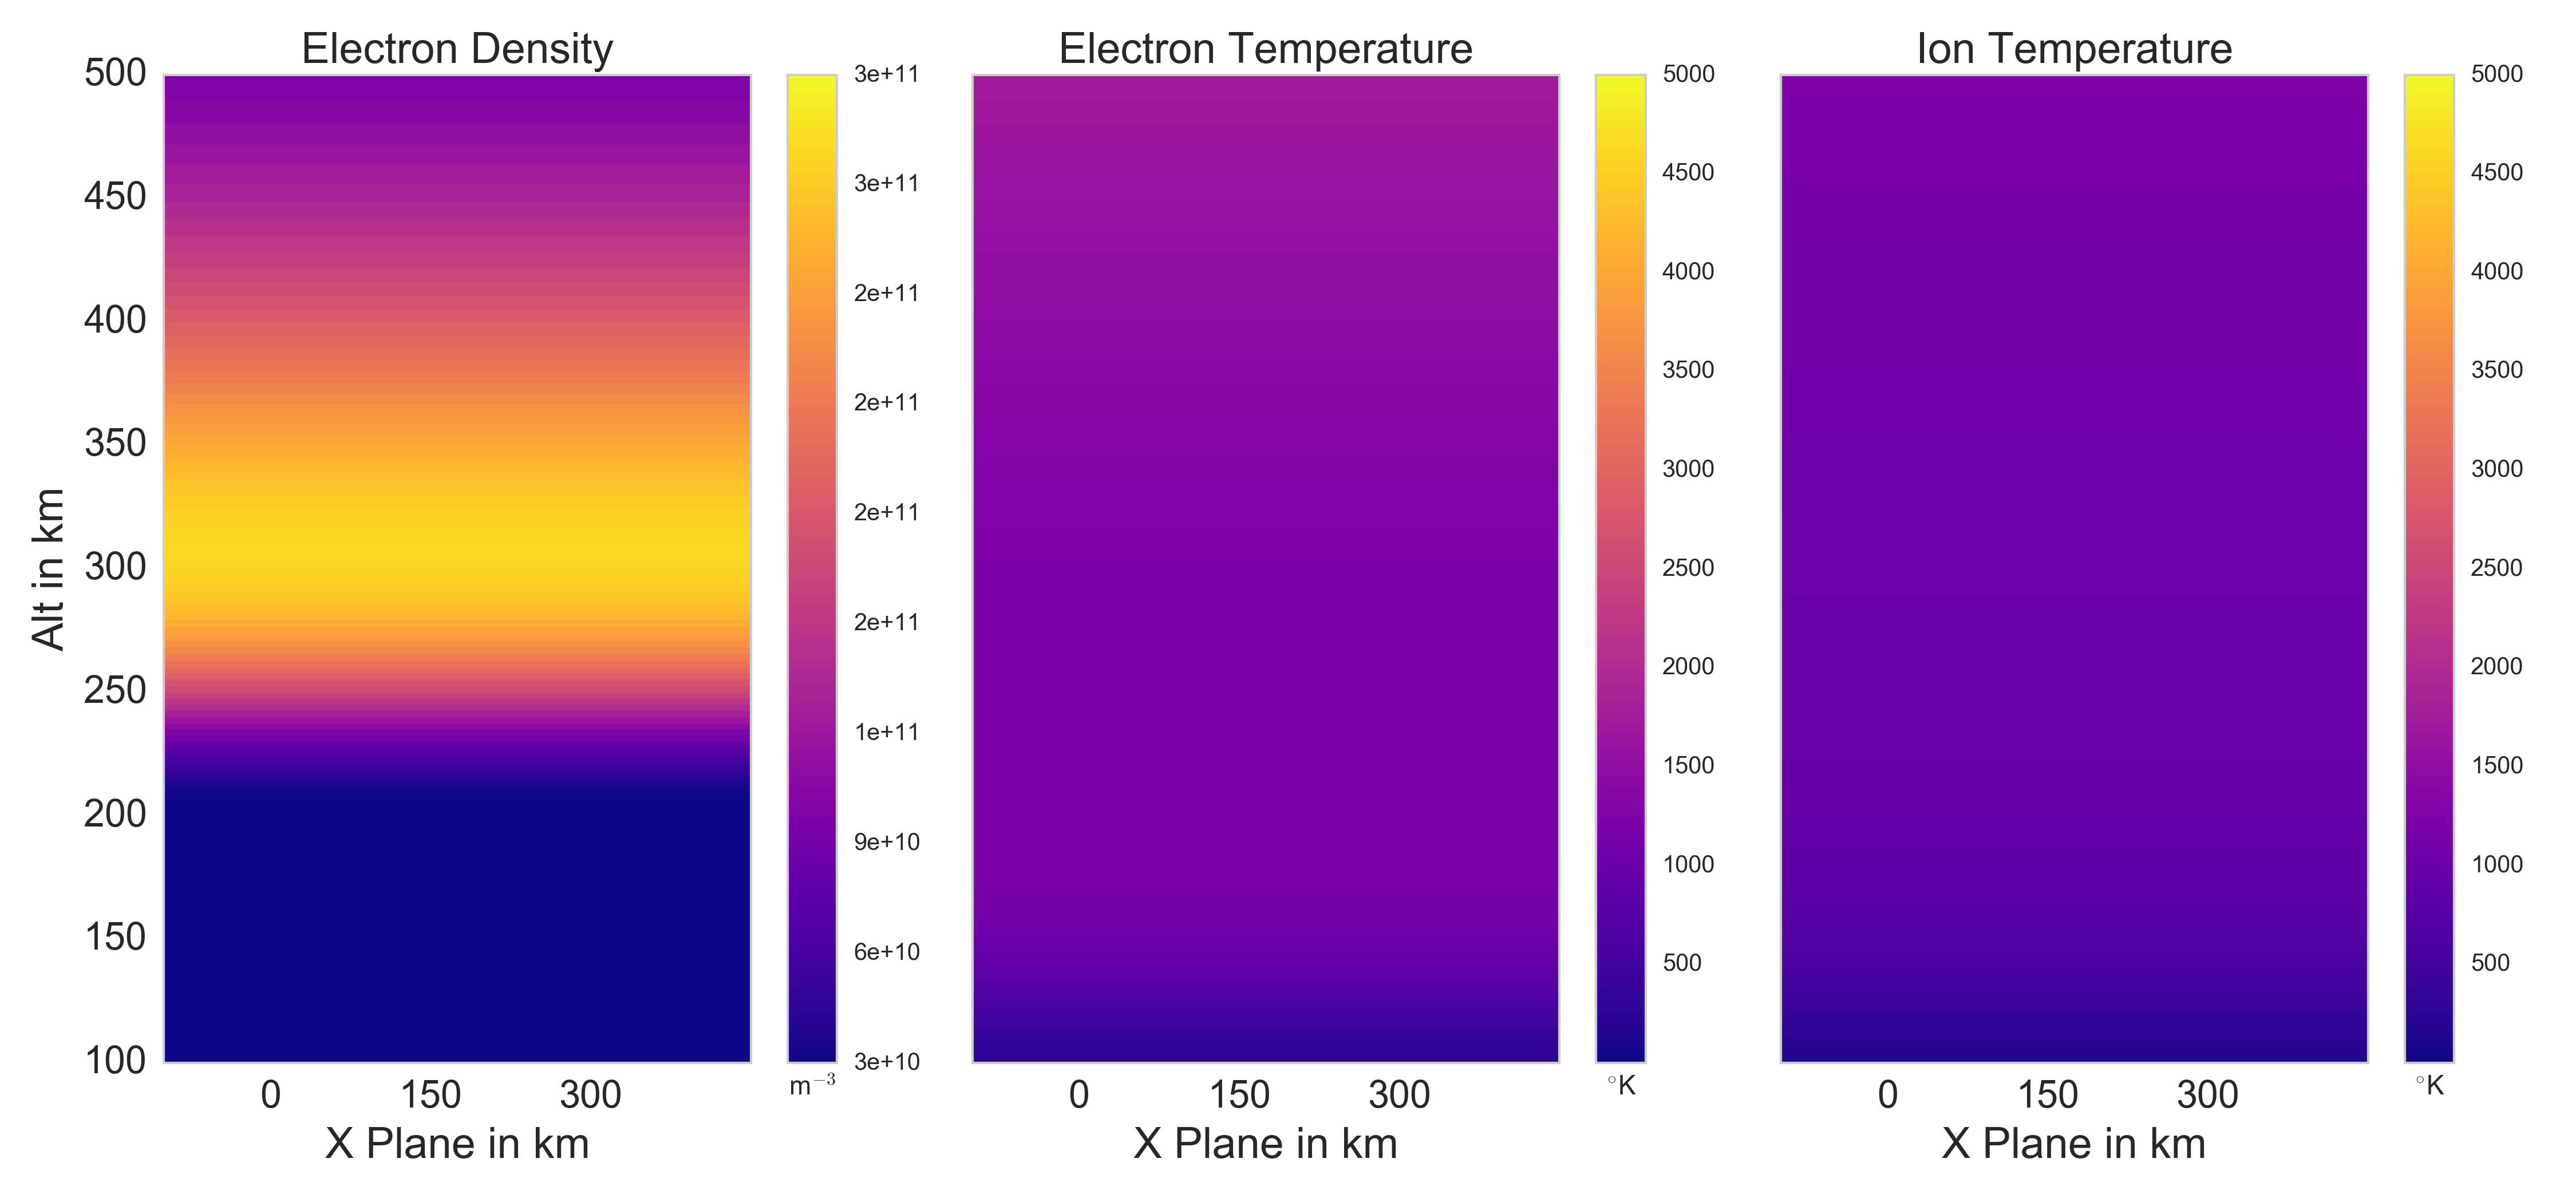 Electron Density
500
450
400
350
300
250
200
150
100
Alt in km
0 150 300
X Plane in km
3e+11
3e+11
2e+11
2e+11
2e+11
2e+11
1e+11
9e+10
6e+10
3e+10
m⁻³
Electron Temperature
0 150 300
X Plane in km
5000
4500
4000
3500
3000
2500
2000
1500
1000
500
°K
Ion Temperature
0 150 300
X Plane in km
5000
4500
4000
3500
3000
2500
2000
1500
1000
500
°K